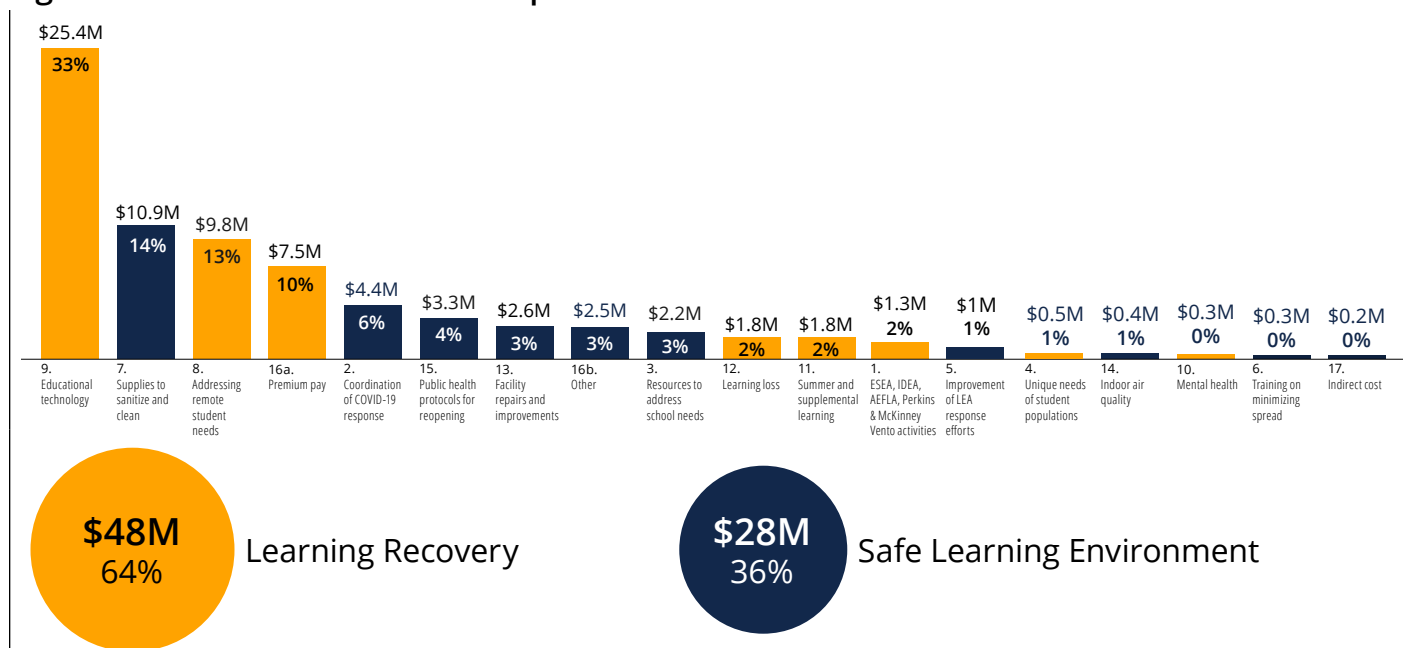 $25.4M
33%
$10.9M
14%
$9.8M
13%
$7.5M
10%
$4.4M
6%
$3.3M
4%
$2.6M
3%
$2.5M
3%
$2.2M
3%
$1.8M
2%
$1.8M
2%
$1.3M
2%
$1M
1%
$0.5M
1%
$0.4M
1%
$0.3M
0%
$0.3M
0%
$0.2M
0%
9.
Educational
technology
7.
Supplies to
sanitize and
clean
8.
Addressing
remote
student
needs
16a.
Premium pay
2.
Coordination
of COVID-19
response
15.
Public health
protocols for
reopening
13.
Facility
repairs and
improvements
16b.
Other
3.
Resources to
address
school needs
12.
Learning loss
11.
Summer and
supplemental
learning
1.
ESEA, IDEA,
AEFLA, Perkins
& McKinney
Vento activities
5.
Improvement
of LEA
response
efforts
4.
Unique needs
of student
populations
14.
Indoor air
quality
10.
Mental health
6.
Training on
minimizing
spread
17.
Indirect cost
$48M
64%
Learning Recovery
$28M
36%
Safe Learning Environment